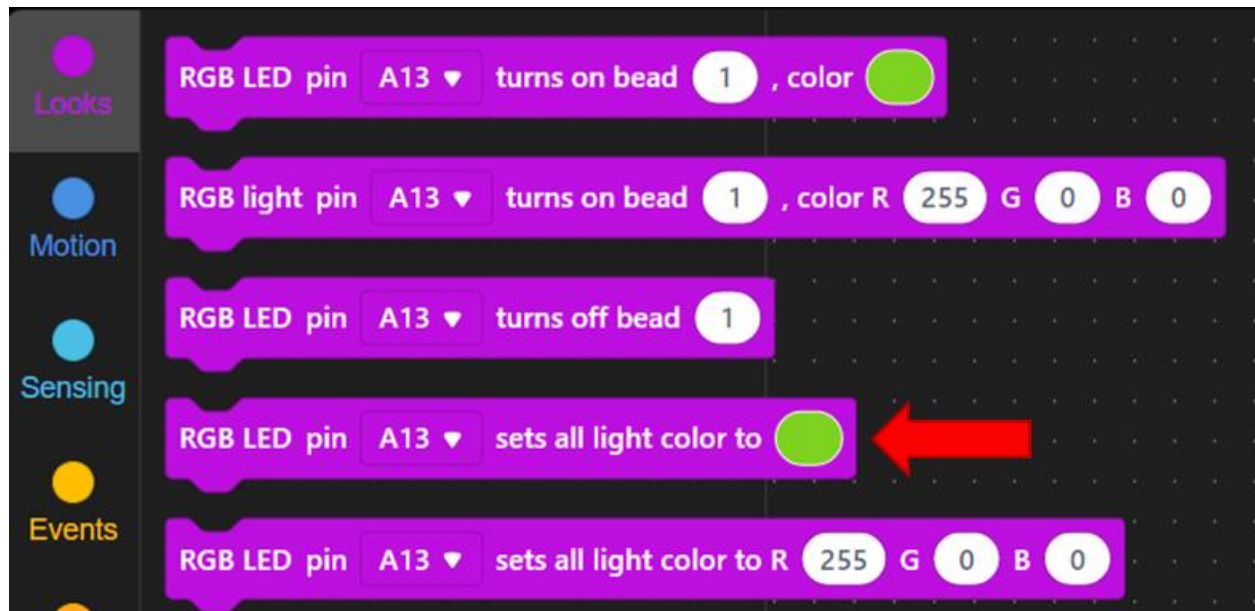 Looks
Motion
Sensing
Events
RGB LED pin A13 turns on bead 1 , color
RGB light pin A13 turns on bead 1 , color R 255 G 0 B 0
RGB LED pin A13 turns off bead 1
RGB LED pin A13 sets all light color to
RGB LED pin A13 sets all light color to R 255 G 0 B 0